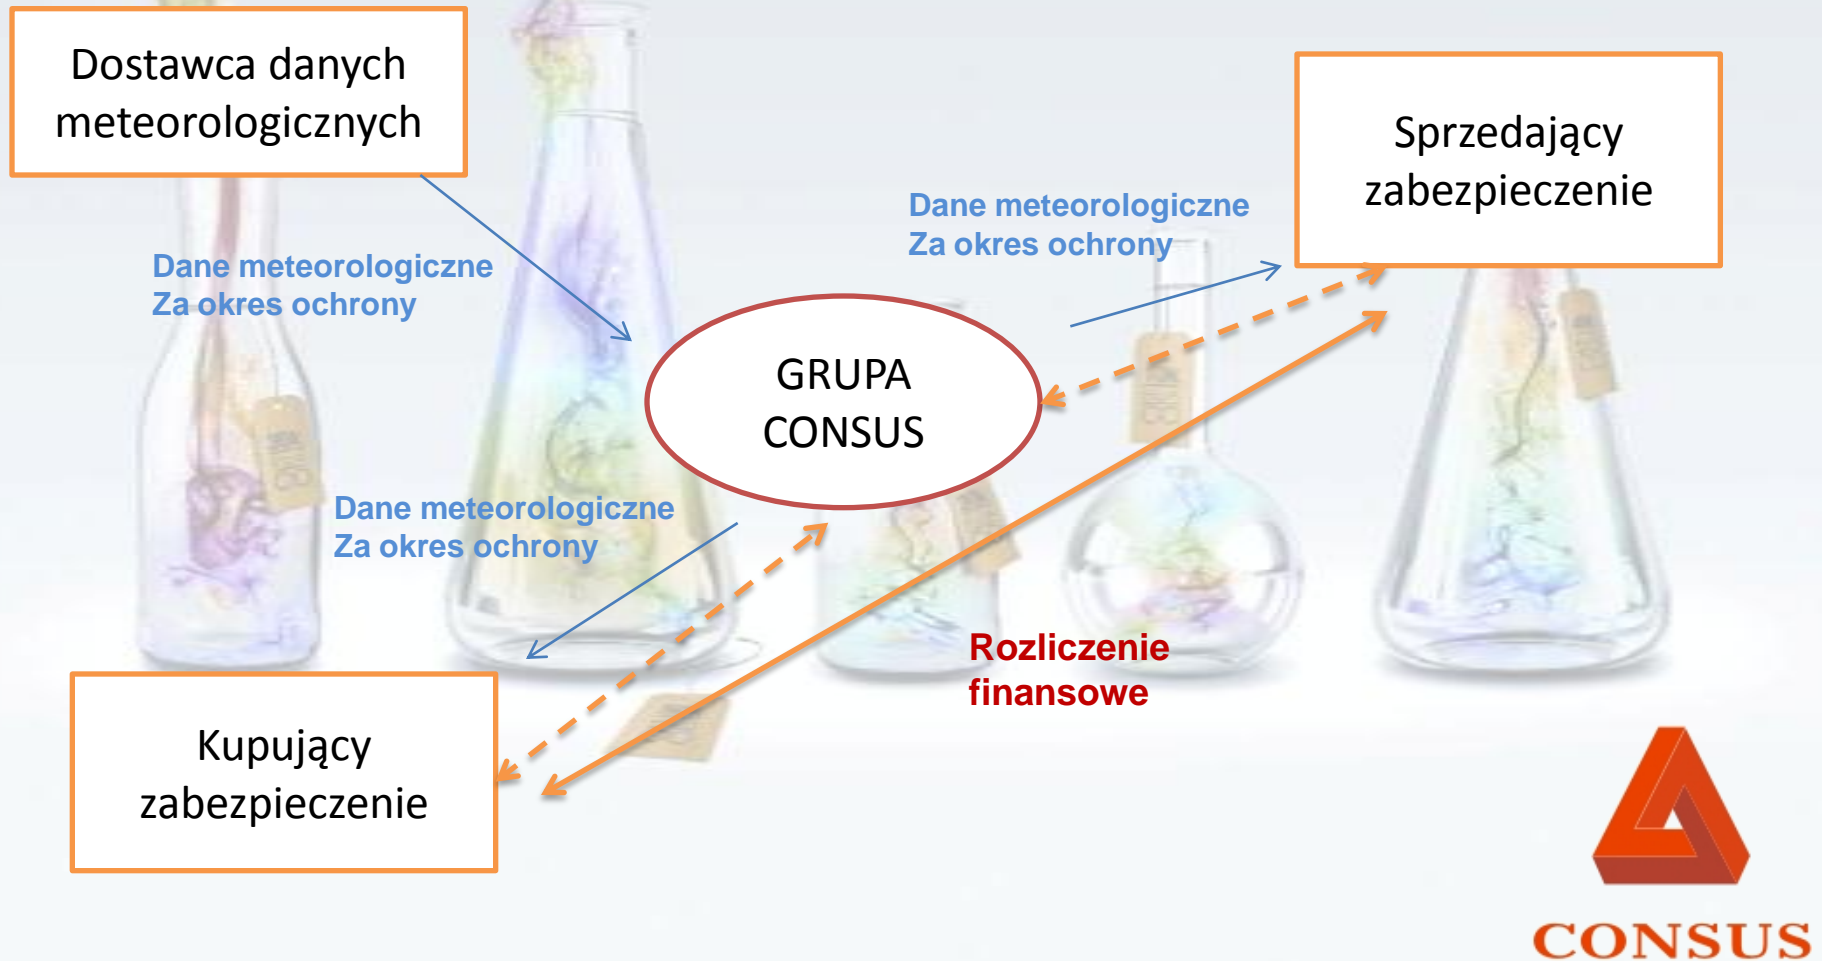 Dostawca danych
meteorologicznych
Sprzedający
zabezpieczenie
Dane meteorologiczne
Za okres ochrony
Dane meteorologiczne
Za okres ochrony
GRUPA
CONSUS
Dane meteorologiczne
Za okres ochrony
Rozliczenie
finansowe
Kupujący
zabezpieczenie
CONSUS